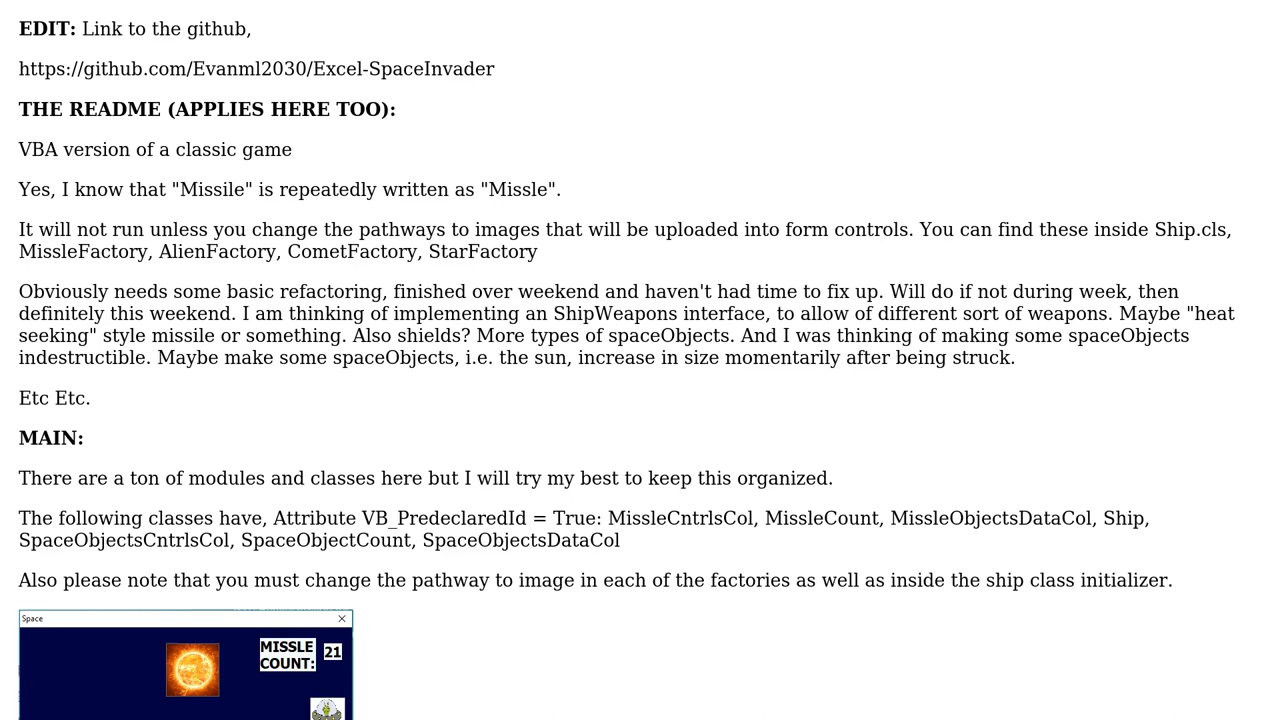 EDIT: Link to the github,
https://github.com/Evanml2030/Excel-SpaceInvader
THE README (APPLIES HERE TOO):
VBA version of a classic game
Yes, I know that "Missile" is repeatedly written as "Missle".
It will not run unless you change the pathways to images that will be uploaded into form controls. You can find these inside Ship.cls,
MissleFactory, AlienFactory, CometFactory, StarFactory
Obviously needs some basic refactoring, finished over weekend and haven't had time to fix up. Will do if not during week, then
definitely this weekend. I am thinking of implementing an ShipWeapons interface, to allow of different sort of weapons. Maybe "heat
seeking" style missile or something. Also shields? More types of spaceObjects. And I was thinking of making some spaceObjects
indestructible. Maybe make some spaceObjects, i.e. the sun, increase in size momentarily after being struck.
Etc Etc.
MAIN:
There are a ton of modules and classes here but I will try my best to keep this organized.
The following classes have, Attribute VB_PredeclaredId = True: MissleCntrlsCol, MissleCount, MissleObjectsDataCol, Ship,
SpaceObjectsCntrlsCol, SpaceObjectCount, SpaceObjectsDataCol
Also please note that you must change the pathway to image in each of the factories as well as inside the ship class initializer.
Space
MISSLE
COUNT:
21